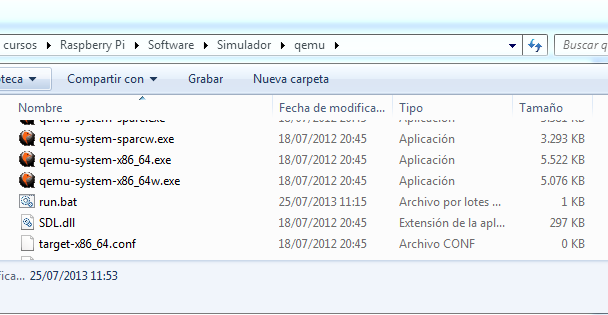 cursos ▸ Raspberry Pi ▸ Software ▸ Simulador ▸ qemu ▸ Buscar q
oteca Compartir con Grabar Nueva carpeta
Nombre Fecha de modifica... Tipo Tamaño
qemu-system-sparcw.exe 18/07/2012 20:45 Aplicación 3.293 KB
qemu-system-x86_64.exe 18/07/2012 20:45 Aplicación 5.522 KB
qemu-system-x86_64w.exe 18/07/2012 20:45 Aplicación 5.076 KB
run.bat 25/07/2013 11:15 Archivo por lotes ... 1 KB
SDL.dll 18/07/2012 20:45 Extensión de la apl... 297 KB
target-x86_64.conf 18/07/2012 20:45 Archivo CONF 0 KB
fica... 25/07/2013 11:53